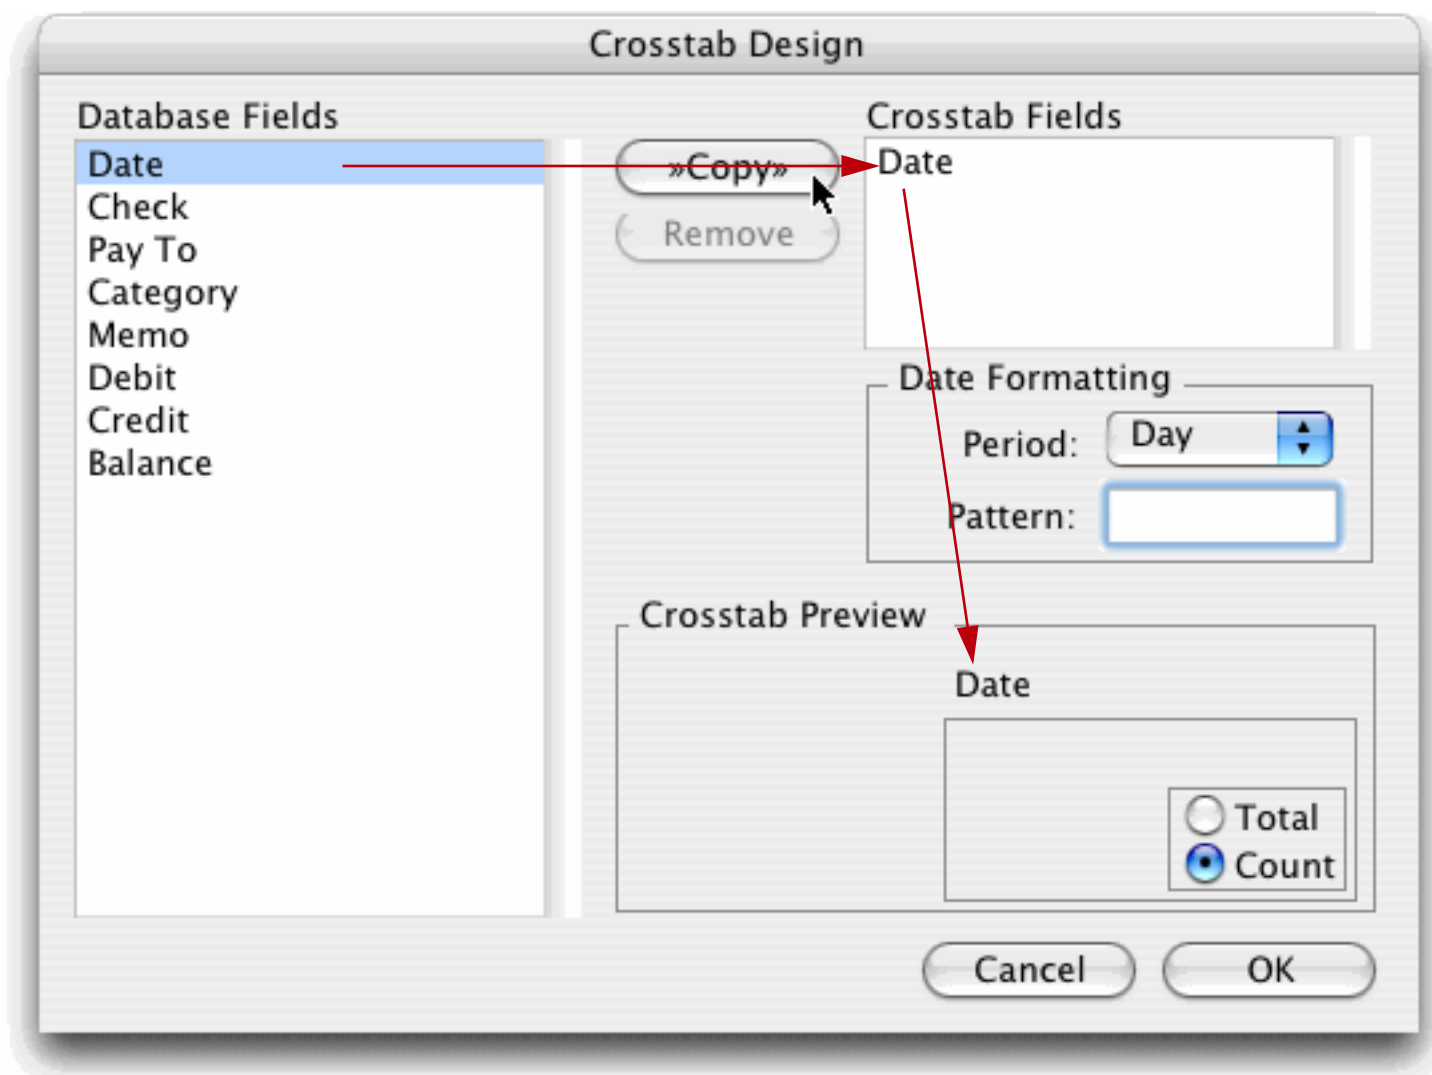 Crosstab Design
Database Fields
Date
Check
Pay To
Category
Memo
Debit
Credit
Balance
»Copy»
Remove
Crosstab Fields
Date
Date Formatting
Period: Day
Pattern:
Crosstab Preview
Date
Total
Count
Cancel
OK